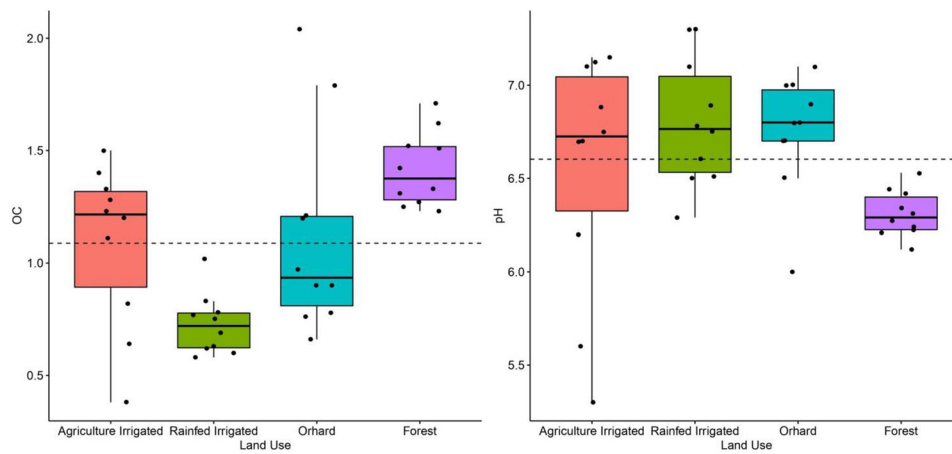 OC
2.0
1.5
1.0
0.5
Agriculture Irrigated Rainfed Irrigated Orhard Forest
Land Use
pH
7.0
6.5
6.0
5.5
Agriculture Irrigated Rainfed Irrigated Orhard Forest
Land Use